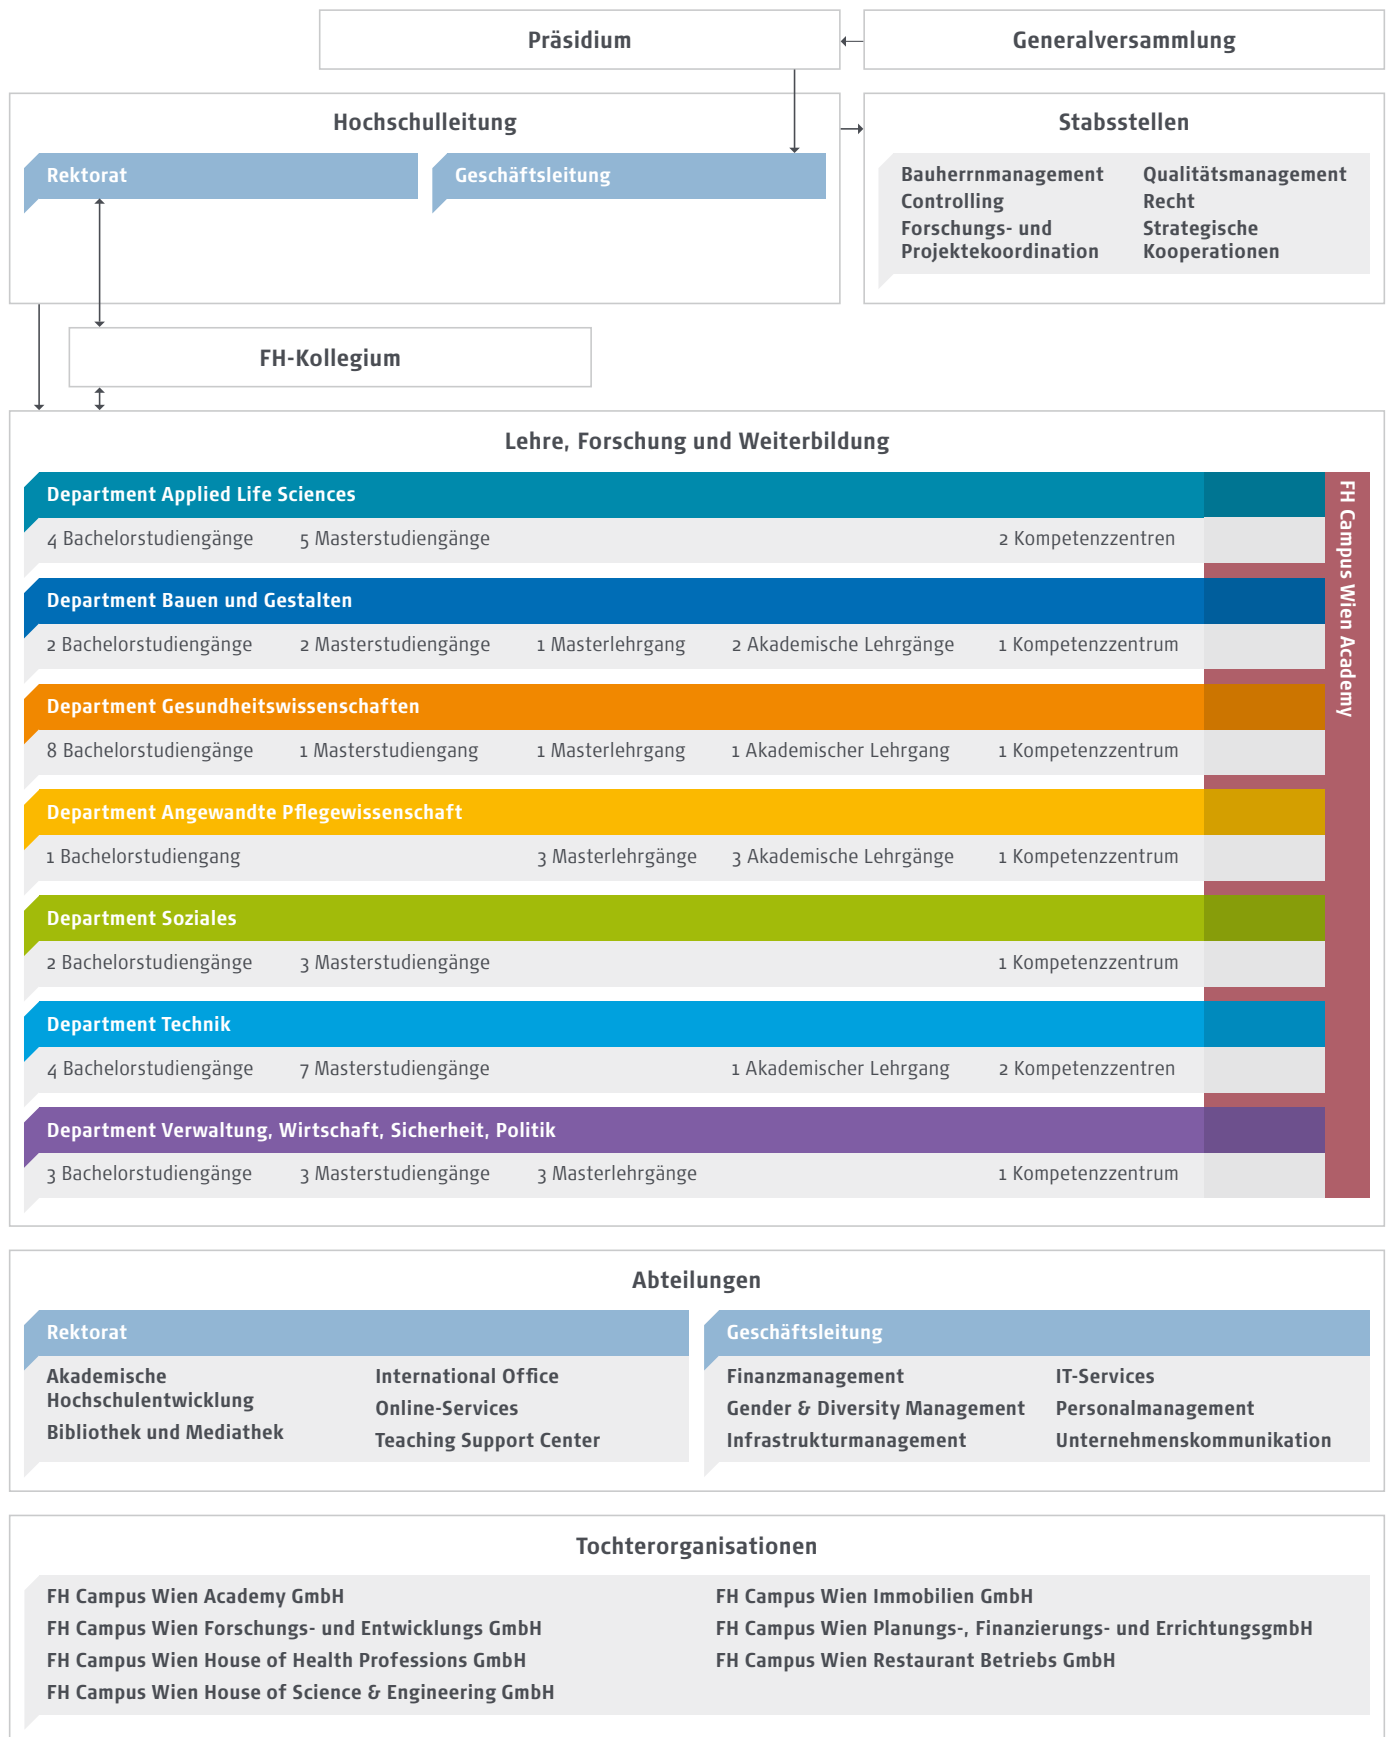 Präsidium
Generalversammlung
Hochschulleitung
Rektorat
Geschäftsleitung
Stabsstellen
Bauherrnmanagement
Controlling
Forschungs- und
Projektekoordination
Qualitätsmanagement
Recht
Strategische
Kooperationen
FH-Kollegium
Lehre, Forschung und Weiterbildung
FH Campus Wien Academy
Department Applied Life Sciences
4 Bachelorstudiengänge 5 Masterstudiengänge 2 Kompetenzzentren
Department Bauen und Gestalten
2 Bachelorstudiengänge 2 Masterstudiengänge 1 Masterlehrgang 2 Akademische Lehrgänge 1 Kompetenzzentrum
Department Gesundheitswissenschaften
8 Bachelorstudiengänge 1 Masterstudiengang 1 Masterlehrgang 1 Akademischer Lehrgang 1 Kompetenzzentrum
Department Angewandte Pflegewissenschaft
1 Bachelorstudiengang 3 Masterlehrgänge 3 Akademische Lehrgänge 1 Kompetenzzentrum
Department Soziales
2 Bachelorstudiengänge 3 Masterstudiengänge 1 Kompetenzzentrum
Department Technik
4 Bachelorstudiengänge 7 Masterstudiengänge 1 Akademischer Lehrgang 2 Kompetenzzentren
Department Verwaltung, Wirtschaft, Sicherheit, Politik
3 Bachelorstudiengänge 3 Masterstudiengänge 3 Masterlehrgänge 1 Kompetenzzentrum
Abteilungen
Rektorat
Akademische
Hochschulentwicklung
Bibliothek und Mediathek
International Office
Online-Services
Teaching Support Center
Geschäftsleitung
Finanzmanagement
Gender & Diversity Management
Infrastrukturmanagement
IT-Services
Personalmanagement
Unternehmenskommunikation
Tochterorganisationen
FH Campus Wien Academy GmbH
FH Campus Wien Forschungs- und Entwicklungs GmbH
FH Campus Wien House of Health Professions GmbH
FH Campus Wien House of Science & Engineering GmbH
FH Campus Wien Immobilien GmbH
FH Campus Wien Planungs-, Finanzierungs- und ErrichtungsgmbH
FH Campus Wien Restaurant Betriebs GmbH